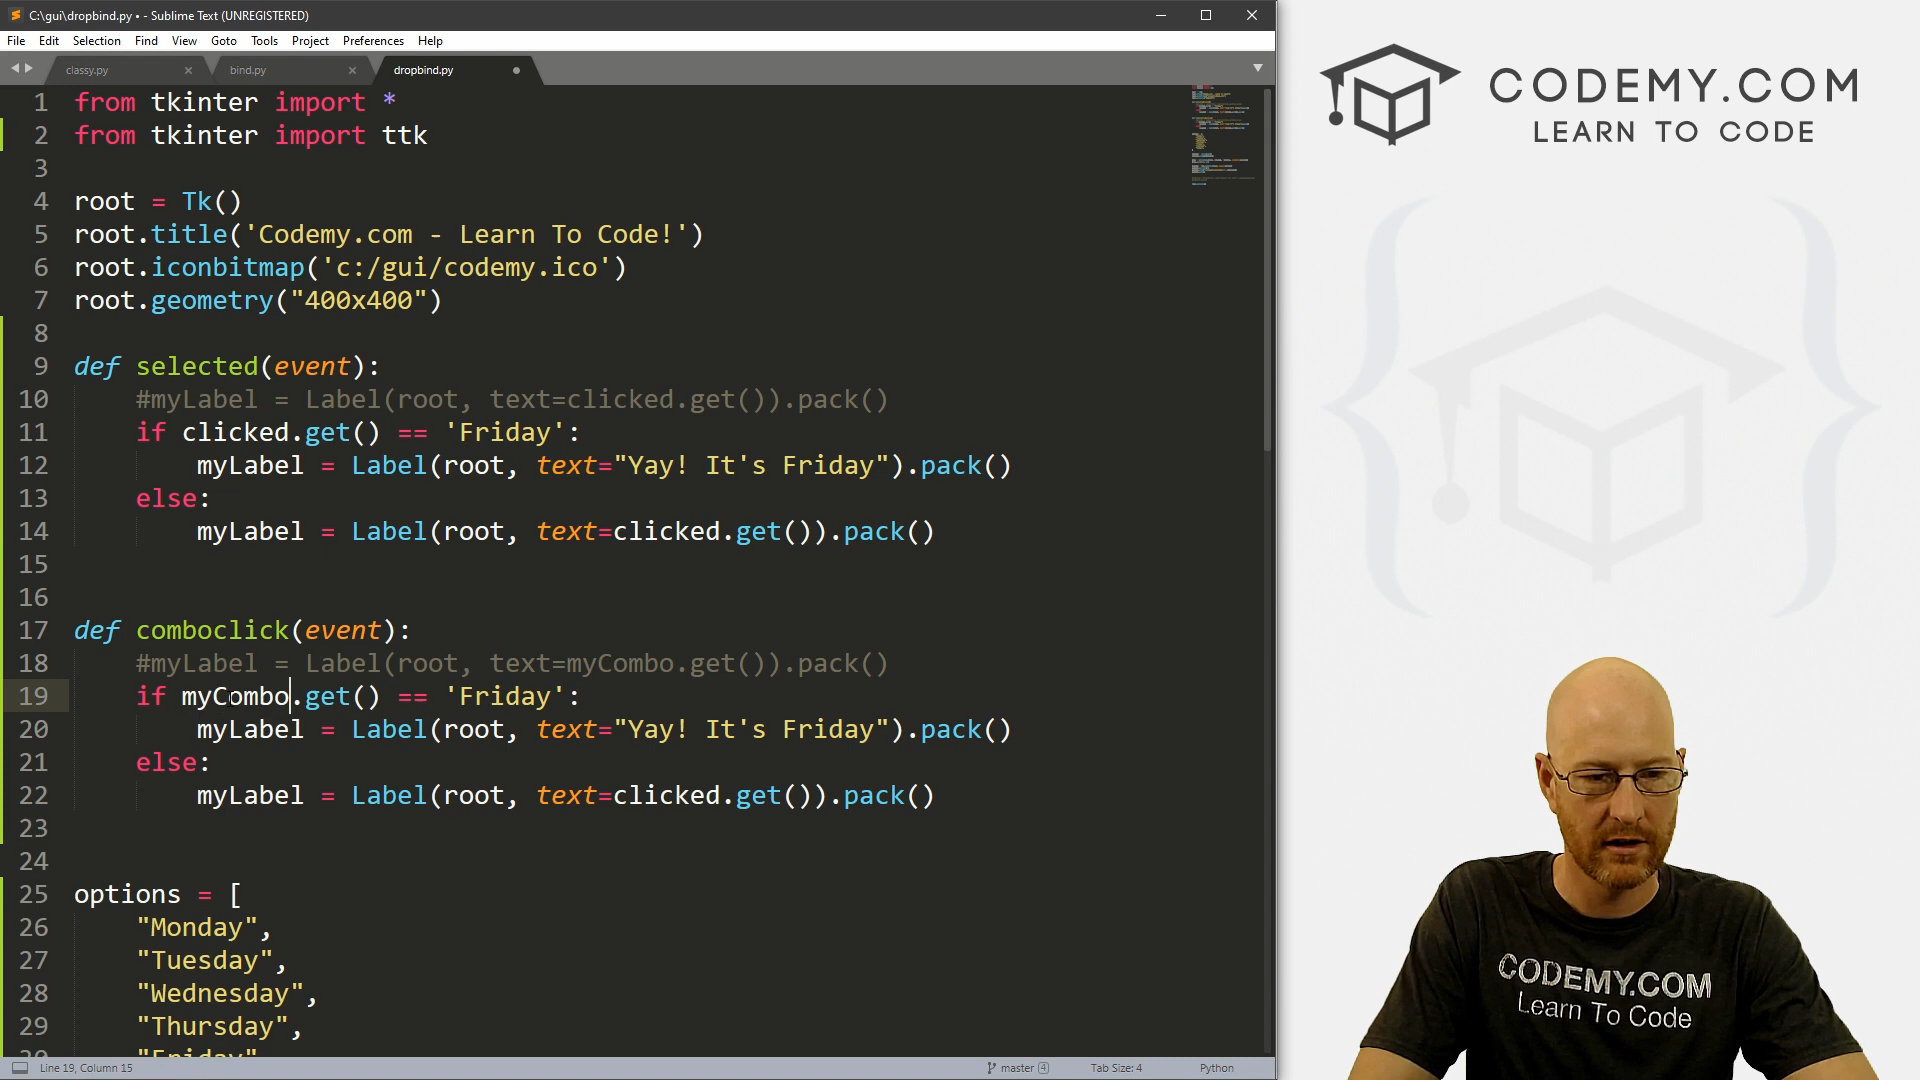 C:\gui\dropbind.py • - Sublime Text (UNREGISTERED)
File Edit Selection Find View Goto Tools Project Preferences Help
classy.py bind.py dropbind.py
1 from tkinter import *
2 from tkinter import ttk
3
4 root = Tk()
5 root.title('Codemy.com - Learn To Code!')
6 root.iconbitmap('c:/gui/codemy.ico')
7 root.geometry("400x400")
8
9 def selected(event):
10 #myLabel = Label(root, text=clicked.get()).pack()
11 if clicked.get() == 'Friday':
12 myLabel = Label(root, text="Yay! It's Friday").pack()
13 else:
14 myLabel = Label(root, text=clicked.get()).pack()
15
16
17 def comboclick(event):
18 #myLabel = Label(root, text=myCombo.get()).pack()
19 if myCombo.get() == 'Friday':
20 myLabel = Label(root, text="Yay! It's Friday").pack()
21 else:
22 myLabel = Label(root, text=clicked.get()).pack()
23
24
25 options = [
26 "Monday",
27 "Tuesday",
28 "Wednesday",
29 "Thursday",
30 "Friday"
Line 19, Column 15 master 4 Tab Size: 4 Python
CODEMY.COM
LEARN TO CODE
CODEMY.COM
Learn To Code